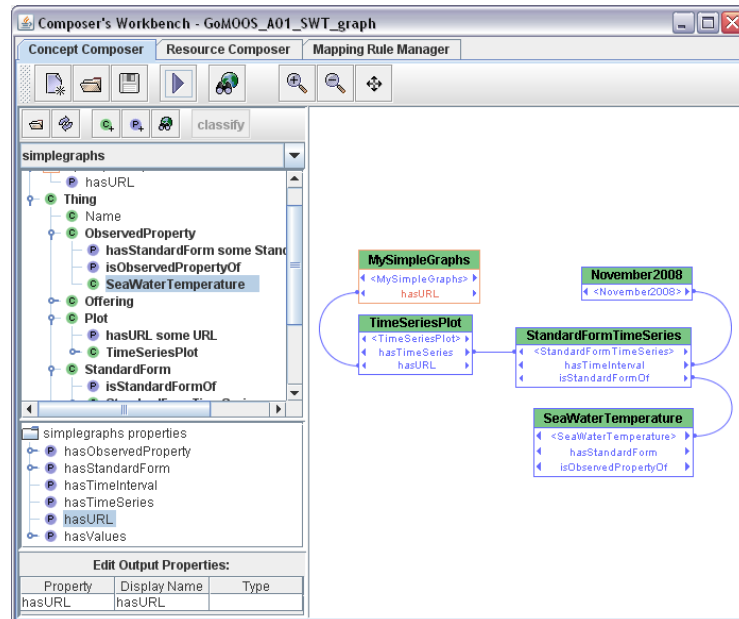 Composer's Workbench - GoMOOS_A01_SWT_graph
Concept Composer
Resource Composer
Mapping Rule Manager
classify
simplegraphs
P hasURL
C Thing
C Name
C ObservedProperty
P hasStandardForm some Stand
P isObservedPropertyOf
C SeaWaterTemperature
C Offering
C Plot
P hasURL some URL
C TimeSeriesPlot
C StandardForm
P isStandardFormOf
simplegraphs properties
P hasObservedProperty
P hasStandardForm
P hasTimeInterval
P hasTimeSeries
P hasURL
P hasValues
Edit Output Properties:
Property Display Name Type
hasURL hasURL
MySimpleGraphs
<MySimpleGraphs>
hasURL
TimeSeriesPlot
<TimeSeriesPlot>
hasTimeSeries
hasURL
November2008
<November2008>
StandardFormTimeSeries
<StandardFormTimeSeries>
hasTimeInterval
isStandardFormOf
SeaWaterTemperature
<SeaWaterTemperature>
hasStandardForm
isObservedPropertyOf